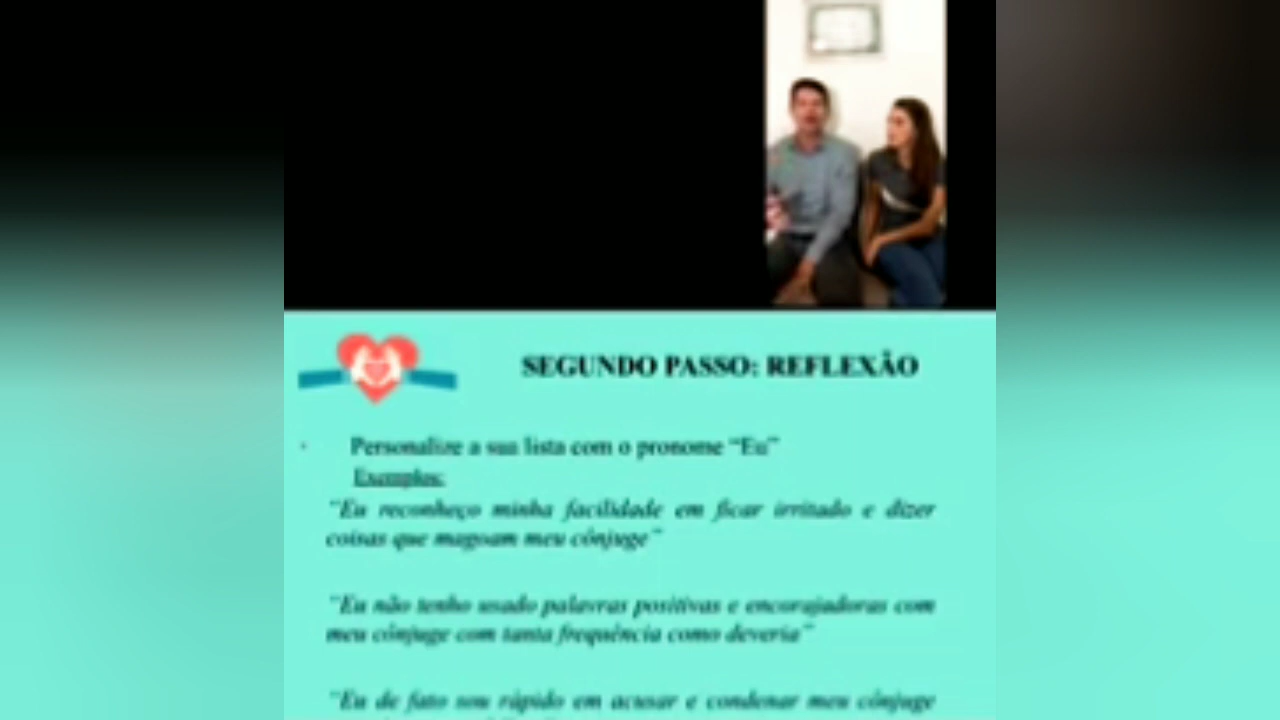 SEGUNDO PASSO: REFLEXÃO
Personalize a sua lista com o pronome “Eu”
Exemplos:
“Eu reconheço minha facilidade em ficar irritado e dizer
coisas que magoam meu cônjuge”
“Eu não tenho usado palavras positivas e encorajadoras com
meu cônjuge com tanta frequência como deveria”
“Eu de fato sou rápido em acusar e condenar meu cônjuge